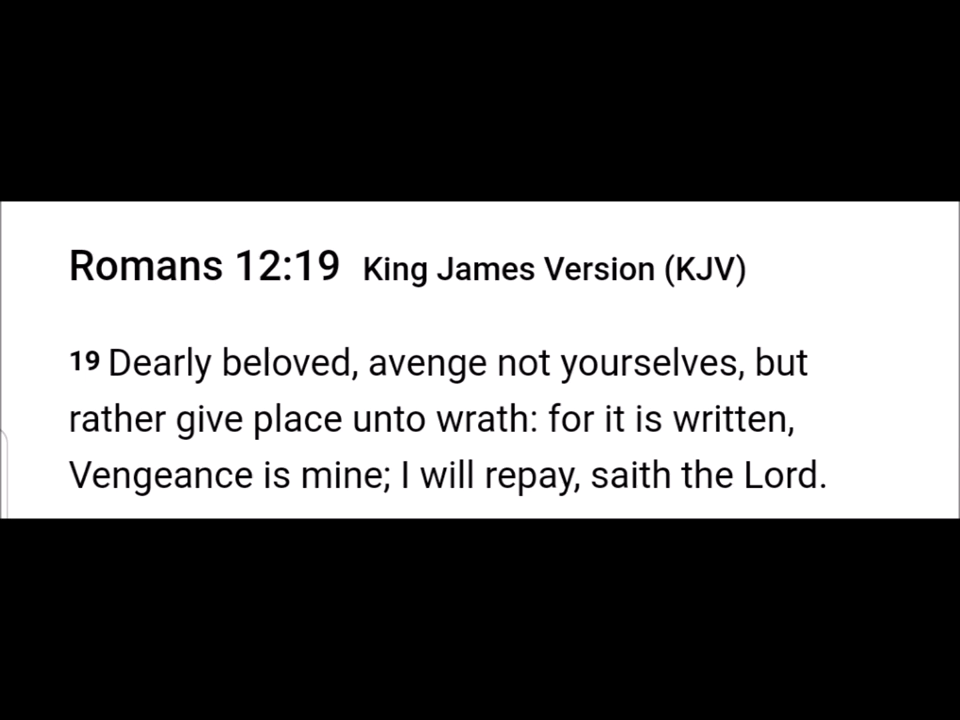 Romans 12:19 King James Version (KJV)
19 Dearly beloved, avenge not yourselves, but
rather give place unto wrath: for it is written,
Vengeance is mine; I will repay, saith the Lord.